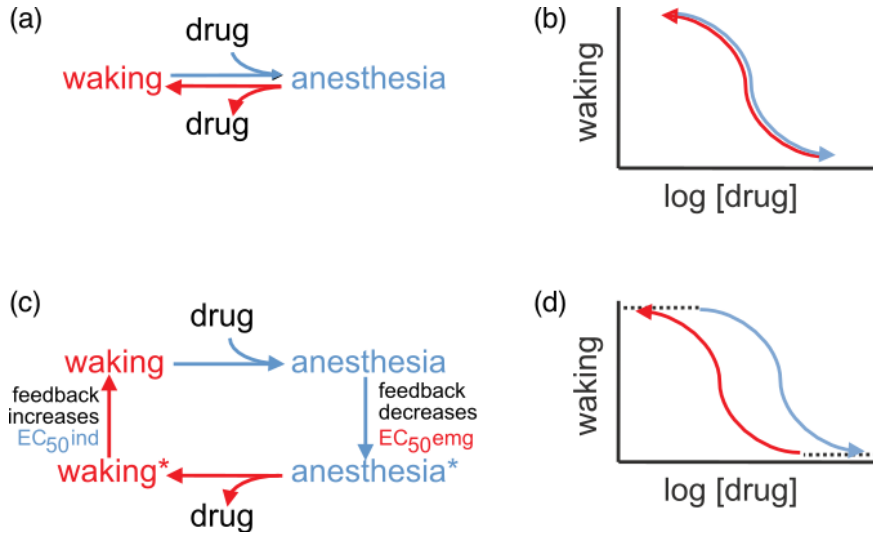 (a)
drug
waking anesthesia
drug
(b)
waking
log [drug]
(c)
drug
waking anesthesia
feedback
increases
EC50ind
feedback
decreases
EC50emg
waking* anesthesia*
drug
(d)
waking
log [drug]